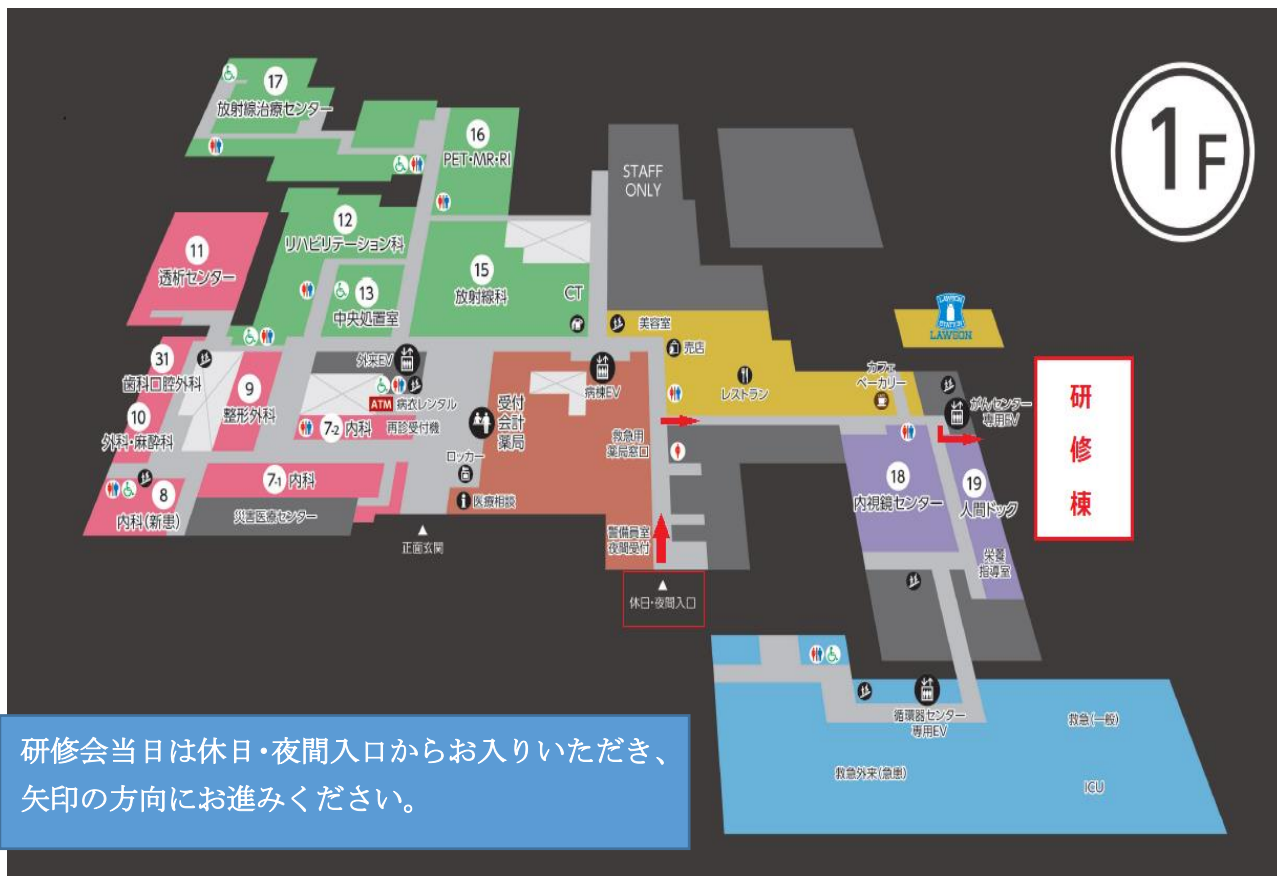 1F
17
放射線治療センター
16
PET・MR・RI
STAFF
ONLY
12
リハビリテーション科
11
透析センター
15
放射線科
CT
13
中央処置室
美容室
売店
LAWSON
STATION
LAWSON
31
歯科口腔外科
外来EV
病棟EV
レストラン
カフェ
ベーカリー
がんセンター
専用EV
研
修
棟
9
整形外科
ATM 病衣レンタル
10
外科・麻酔科
7-2 内科
再診受付機
受付
会計
薬局
救急用
薬局窓口
ロッカー
18
内視鏡センター
19
人間ドック
8
内科(新患)
7-1 内科
災害医療センター
医療相談
正面玄関
警備員室
夜間受付
栄養
指導室
休日・夜間入口
循環器センター
専用EV
救急(一般)
救急外来(急患)
ICU
研修会当日は休日・夜間入口からお入りいただき、
矢印の方向にお進みください。